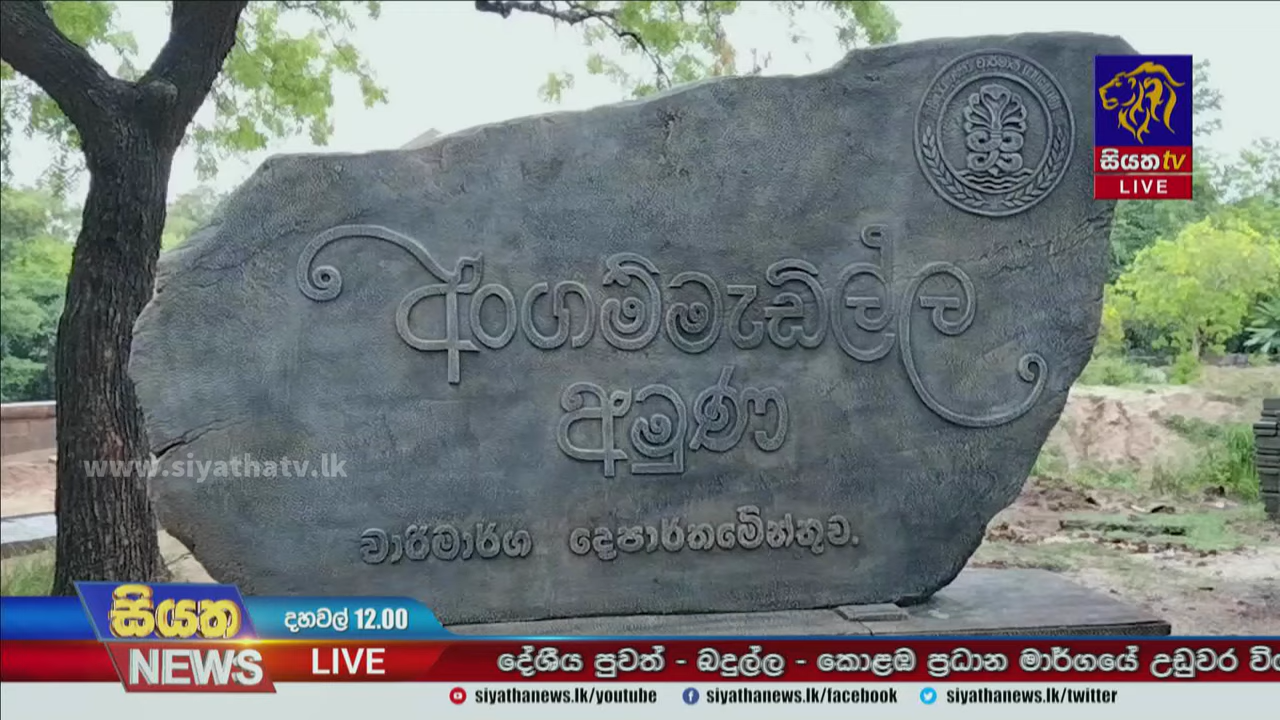 සියත tv
LIVE
අංගම්මැඩිල්ල
අමුණ
www.siyathatv.lk
වාරිමාර්ග දෙපාර්තමේන්තුව.
සියත
දහවල් 12.00
NEWS
LIVE
දේශීය පුවත් - බදුල්ල - කොළඹ ප්‍රධාන මාර්ගයේ උඩුවර
siyathanews.lk/youtube
siyathanews.lk/facebook
siyathanews.lk/twitter